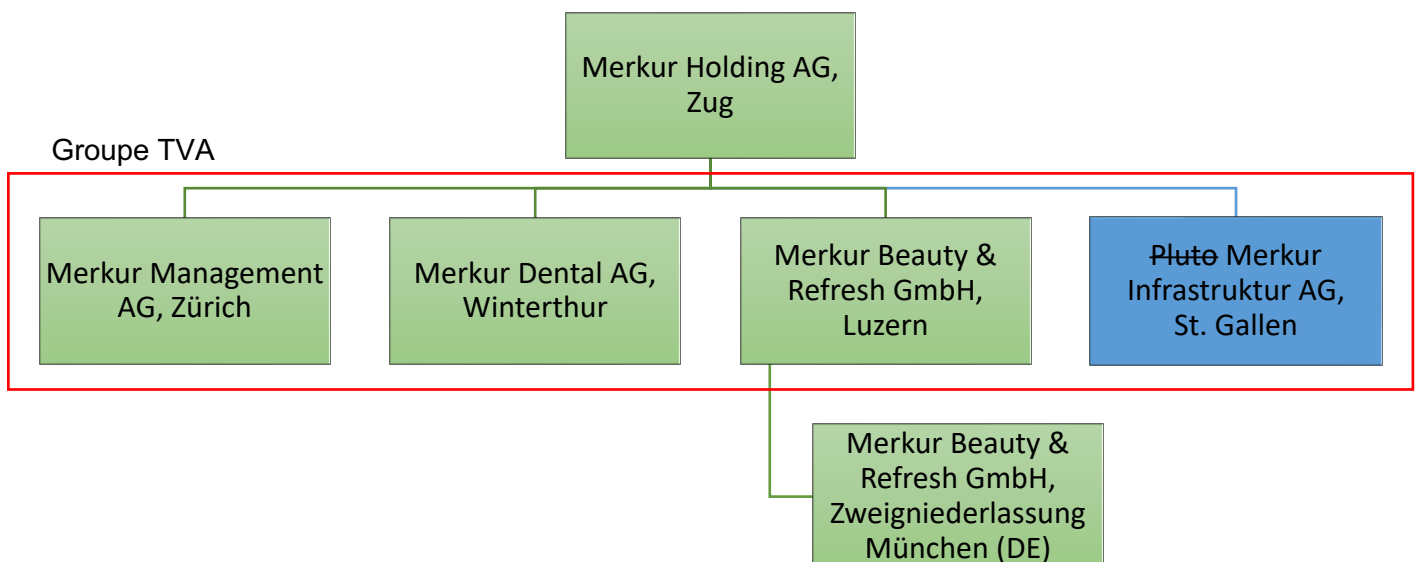 Merkur Holding AG,
Zug
Groupe TVA
Merkur Management
AG, Zürich
Merkur Dental AG,
Winterthur
Merkur Beauty &
Refresh GmbH,
Luzern
Pluto Merkur
Infrastruktur AG,
St. Gallen
Merkur Beauty &
Refresh GmbH,
Zweigniederlassung
München (DE)